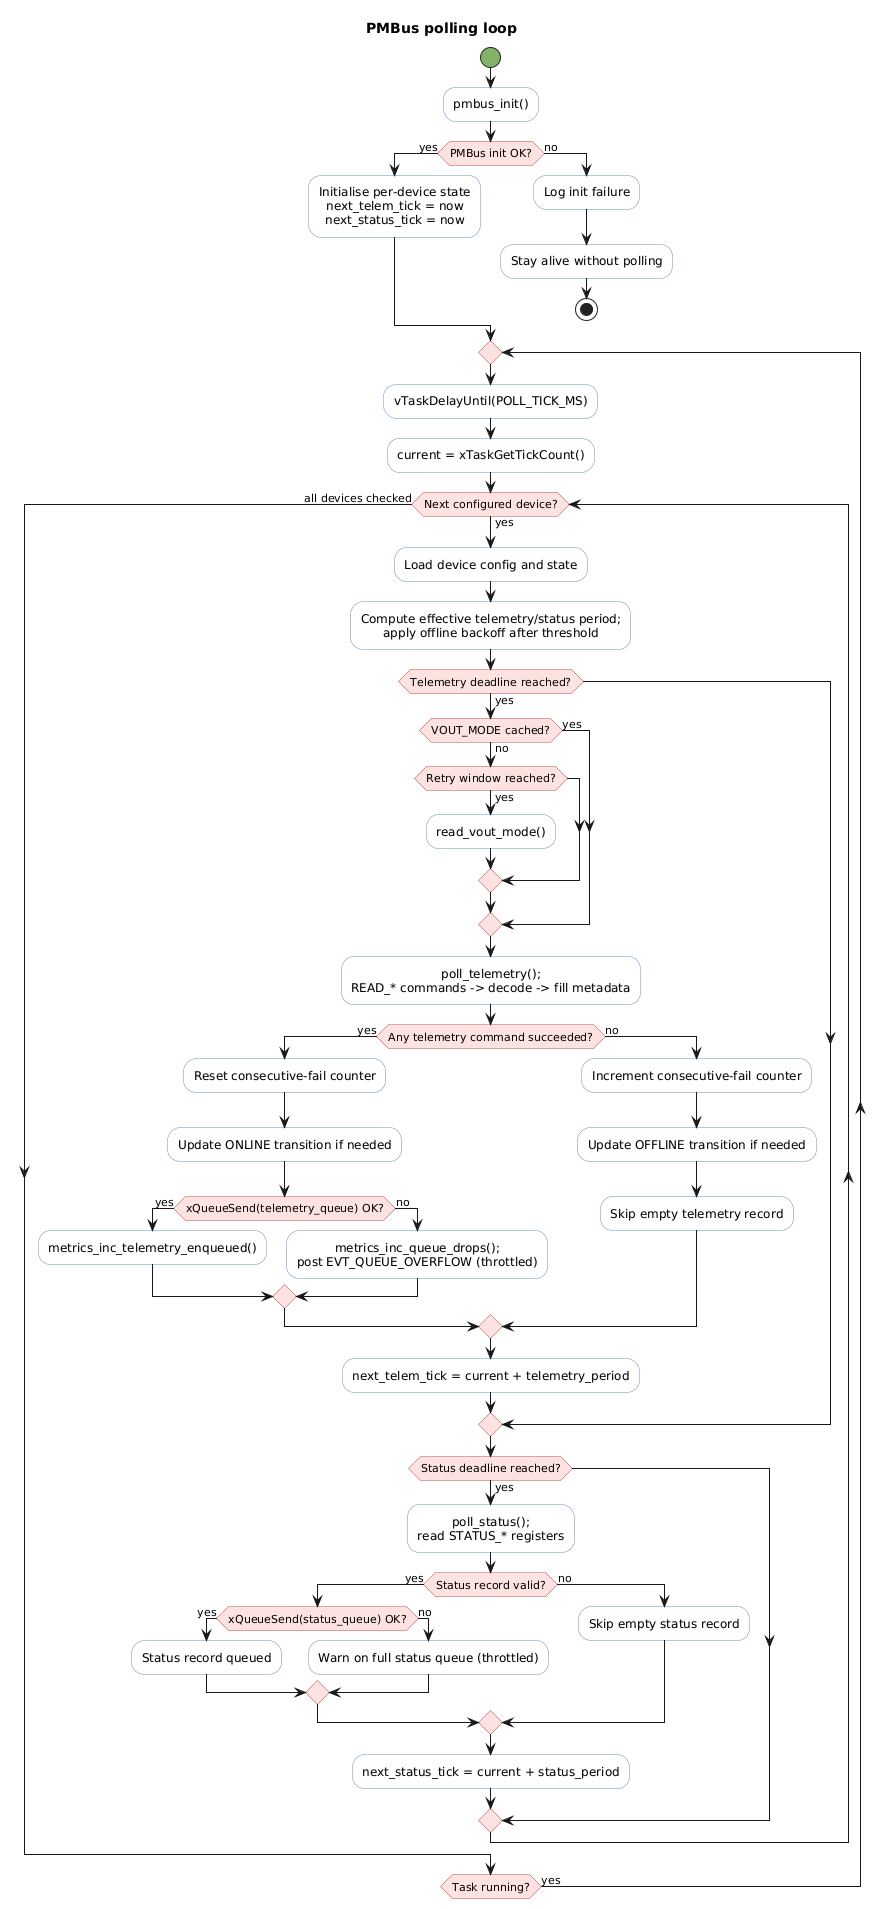 PMBus polling loop
pmbus_init()
yes
PMBus init OK?
no
Initialise per-device state
next_telem_tick = now
next_status_tick = now
Log init failure
Stay alive without polling
vTaskDelayUntil(POLL_TICK_MS)
current = xTaskGetTickCount()
all devices checked
Next configured device?
yes
Load device config and state
Compute effective telemetry/status period;
apply offline backoff after threshold
Telemetry deadline reached?
yes
VOUT_MODE cached?
yes
no
Retry window reached?
yes
read_vout_mode()
poll_telemetry();
READ_* commands -> decode -> fill metadata
yes
Any telemetry command succeeded?
no
Reset consecutive-fail counter
Increment consecutive-fail counter
Update ONLINE transition if needed
Update OFFLINE transition if needed
yes
xQueueSend(telemetry_queue) OK?
no
Skip empty telemetry record
metrics_inc_telemetry_enqueued()
metrics_inc_queue_drops();
post EVT_QUEUE_OVERFLOW (throttled)
next_telem_tick = current + telemetry_period
Status deadline reached?
yes
poll_status();
read STATUS_* registers
yes
Status record valid?
no
yes
xQueueSend(status_queue) OK?
no
Skip empty status record
Status record queued
Warn on full status queue (throttled)
next_status_tick = current + status_period
Task running?
yes